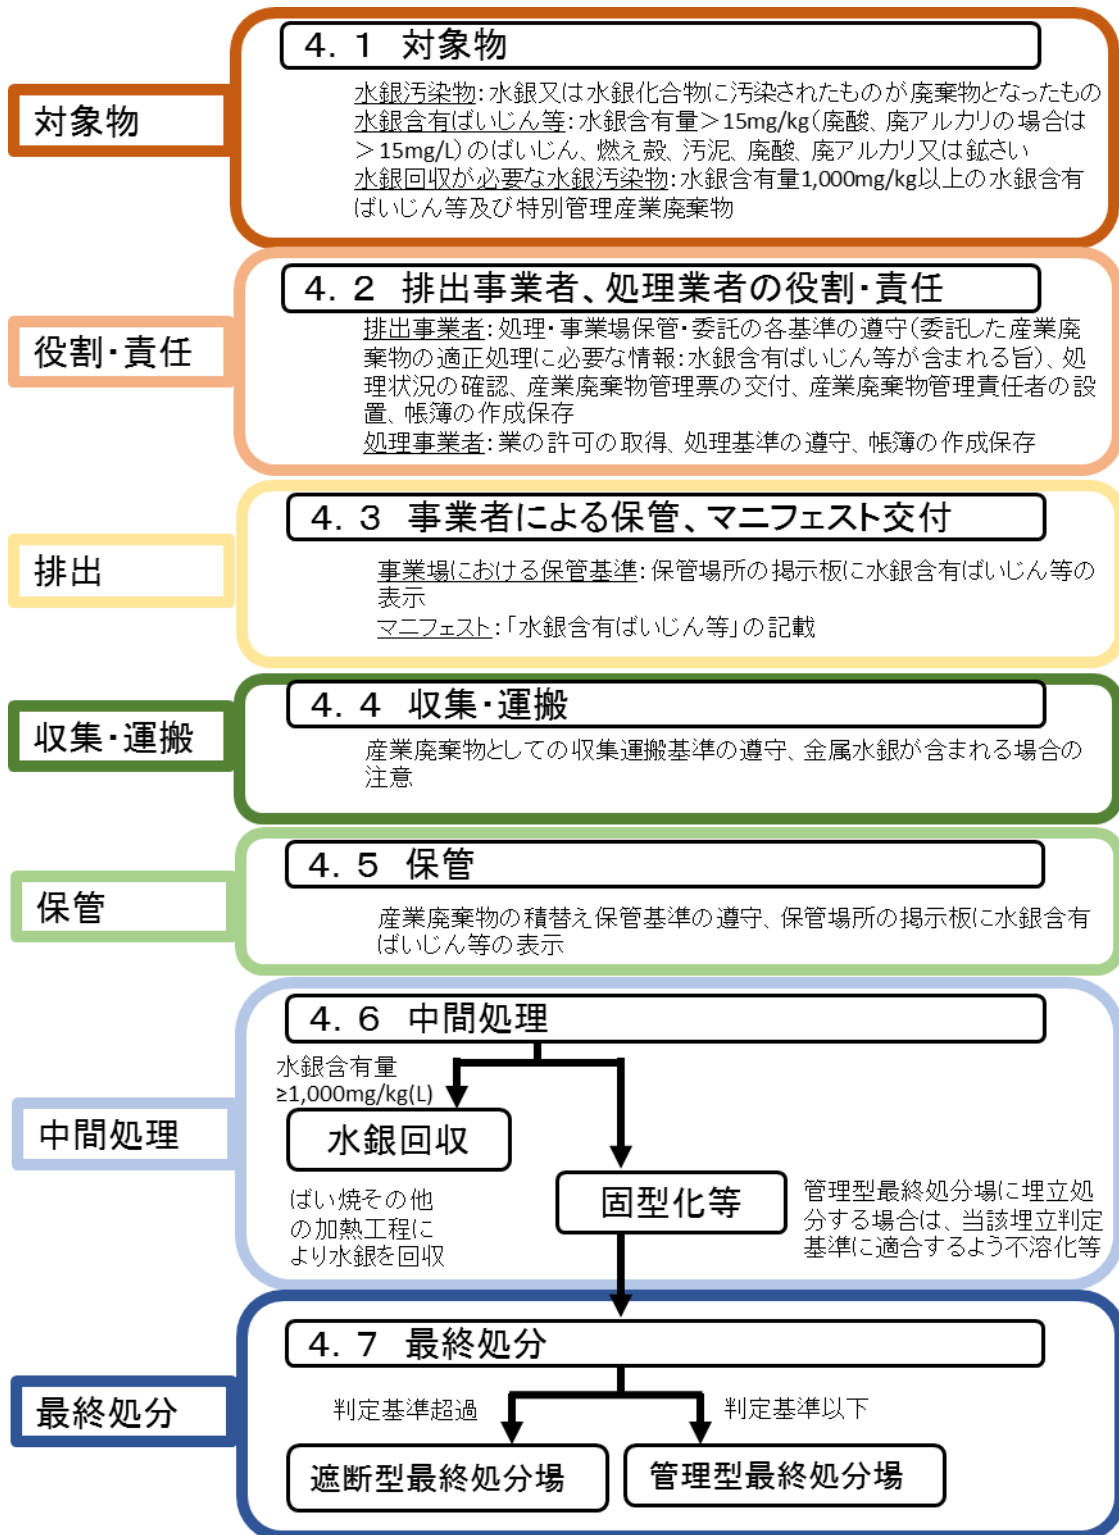 対象物
4．1　対象物
水銀汚染物：水銀又は水銀化合物に汚染されたものが廃棄物となったもの
水銀含有ばいじん等：水銀含有量＞15mg/kg（廃酸、廃アルカリの場合は
＞15mg/L）のばいじん、燃え殻、汚泥、廃酸、廃アルカリ又は鉱さい
水銀回収が必要な水銀汚染物：水銀含有量1,000mg/kg以上の水銀含有
ばいじん等及び特別管理産業廃棄物
役割・責任
4．2　排出事業者、処理業者の役割・責任
排出事業者：処理・事業場保管・委託の各基準の遵守（委託した産業廃
棄物の適正処理に必要な情報：水銀含有ばいじん等が含まれる旨）、処
理状況の確認、産業廃棄物管理票の交付、産業廃棄物管理責任者の設
置、帳簿の作成保存
処理事業者：業の許可の取得、処理基準の遵守、帳簿の作成保存
排出
4．3　事業者による保管、マニフェスト交付
事業場における保管基準：保管場所の掲示板に水銀含有ばいじん等の
表示
マニフェスト：「水銀含有ばいじん等」の記載
収集・運搬
4．4　収集・運搬
産業廃棄物としての収集運搬基準の遵守、金属水銀が含まれる場合の
注意
保管
4．5　保管
産業廃棄物の積替え保管基準の遵守、保管場所の掲示板に水銀含有
ばいじん等の表示
中間処理
4．6　中間処理
水銀含有量
≥1,000mg/kg(L)
水銀回収
ばい焼その他
の加熱工程に
より水銀を回収
固型化等
管理型最終処分場に埋立処
分する場合は、当該埋立判定
基準に適合するよう不溶化等
最終処分
4．7　最終処分
判定基準超過
判定基準以下
遮断型最終処分場
管理型最終処分場